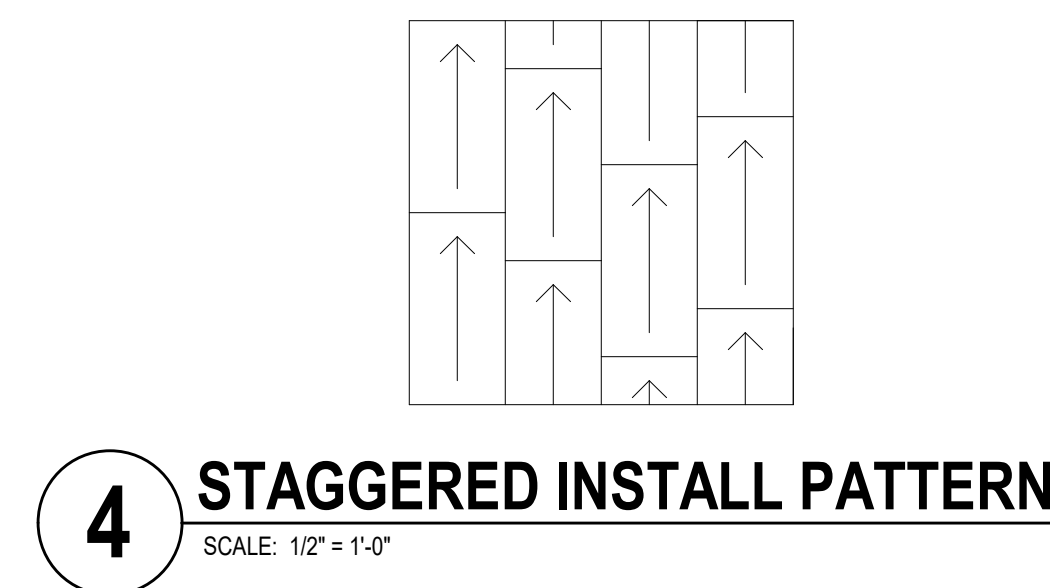 4
STAGGERED INSTALL PATTERN
SCALE: 1/2" = 1'-0"